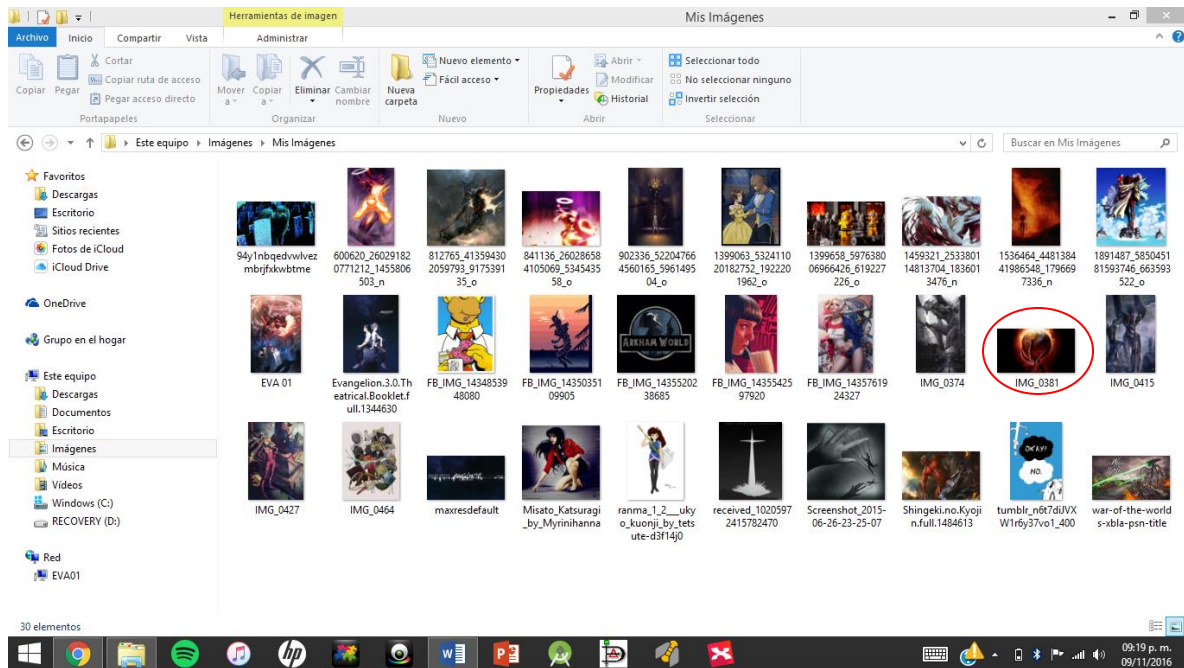 Herramientas de imagen
Mis Imágenes
Archivo Inicio Compartir Vista Administrar
Copiar
Pegar
Cortar
Copiar ruta de acceso
Pegar acceso directo
Portapapeles
Mover a
Copiar a
Eliminar
Cambiar nombre
Organizar
Nueva carpeta
Nuevo elemento
Fácil acceso
Nuevo
Propiedades
Abrir
Modificar
Historial
Abrir
Seleccionar todo
No seleccionar ninguno
Invertir selección
Seleccionar
Este equipo Imágenes Mis Imágenes
Buscar en Mis Imágenes
Favoritos
Descargas
Escritorio
Sitios recientes
Fotos de iCloud
iCloud Drive
OneDrive
Grupo en el hogar
Este equipo
Descargas
Documentos
Escritorio
Imágenes
Música
Vídeos
Windows (C:)
RECOVERY (D:)
Red
EVA01
94y1nbqedvwlvez
mbrjfxkwbtme
600620_26029182
0771212_1455806
503_n
812765_41359430
2059793_9175391
35_o
841136_26028658
4105069_5345435
58_o
902336_52204766
4560165_5961495
04_o
1399063_5324110
20182752_192220
1962_o
1399658_5976380
06966426_619227
226_o
1459321_2533801
14813704_183601
3476_n
1536464_4481384
41986548_179669
7336_n
1891487_5850451
81593746_663593
522_o
EVA 01
Evangelion.3.0.Th
eatrical.Booklet.f
ull.1344630
FB_IMG_14348539
48080
FB_IMG_14350351
09905
ARKHAM WORLD
FB_IMG_14355202
38685
FB_IMG_14355425
97920
FB_IMG_14357619
24327
IMG_0374
IMG_0381
IMG_0415
IMG_0427
IMG_0464
maxresdefault
Misato_Katsuragi
_by_Myrinihanna
ranma_1_2___uky
o_kuonji_by_tets
ute-d3f14j0
received_1020597
2415782470
Screenshot_2015-
06-26-23-25-07
Shingeki.no.Kyoji
n.full.1484613
OKAY?
NO.
tumblr_n6t7diJVX
W1r6y37vo1_400
war-of-the-world
s-xbla-psn-title
30 elementos
hp
09:19 p. m.
09/11/2016